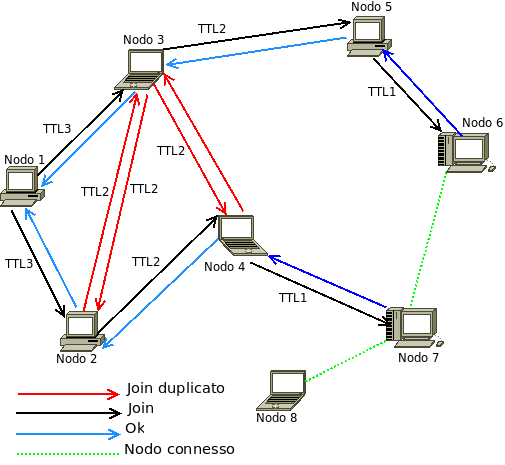 Nodo 5
TTL2
Nodo 3
TTL1
Nodo 6
TTL3
TTL2
Nodo 1
TTL2
TTL2
TTL3
TTL2
Nodo 4
TTL1
Nodo 2
Nodo 7
Join duplicato
Join
Nodo 8
Ok
Nodo connesso